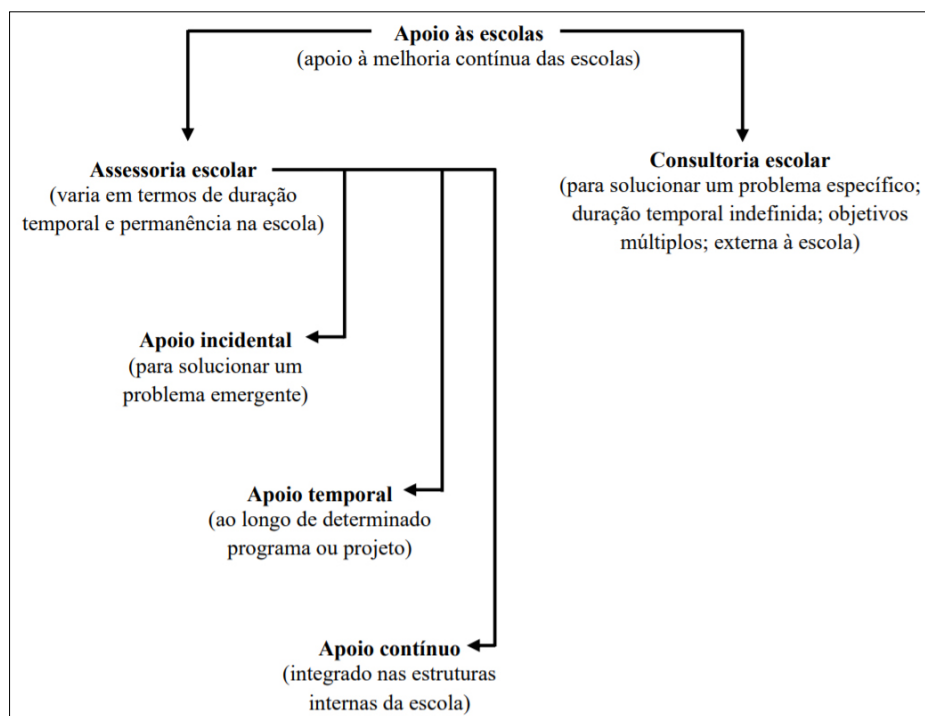 Apoio às escolas
(apoio à melhoria contínua das escolas)
Assessoria escolar
(varia em termos de duração
temporal e permanência na escola)
Consultoria escolar
(para solucionar um problema específico;
duração temporal indefinida; objetivos
múltiplos; externa à escola)
Apoio incidental
(para solucionar um
problema emergente)
Apoio temporal
(ao longo de determinado
programa ou projeto)
Apoio contínuo
(integrado nas estruturas
internas da escola)